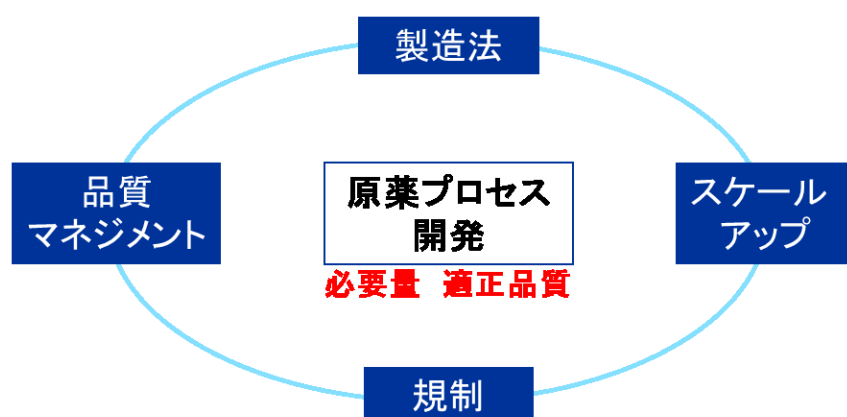 製造法
品質
マネジメント
原薬プロセス
開発
必要量 適正品質
スケール
アップ
規制